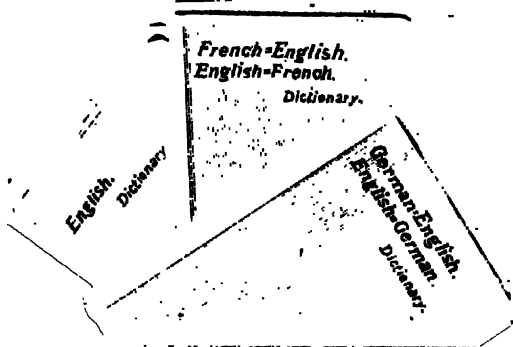 French=English.
English=French.
Dictionary.
English.
Dictionary
German=English.
English=German.
Dictionary.